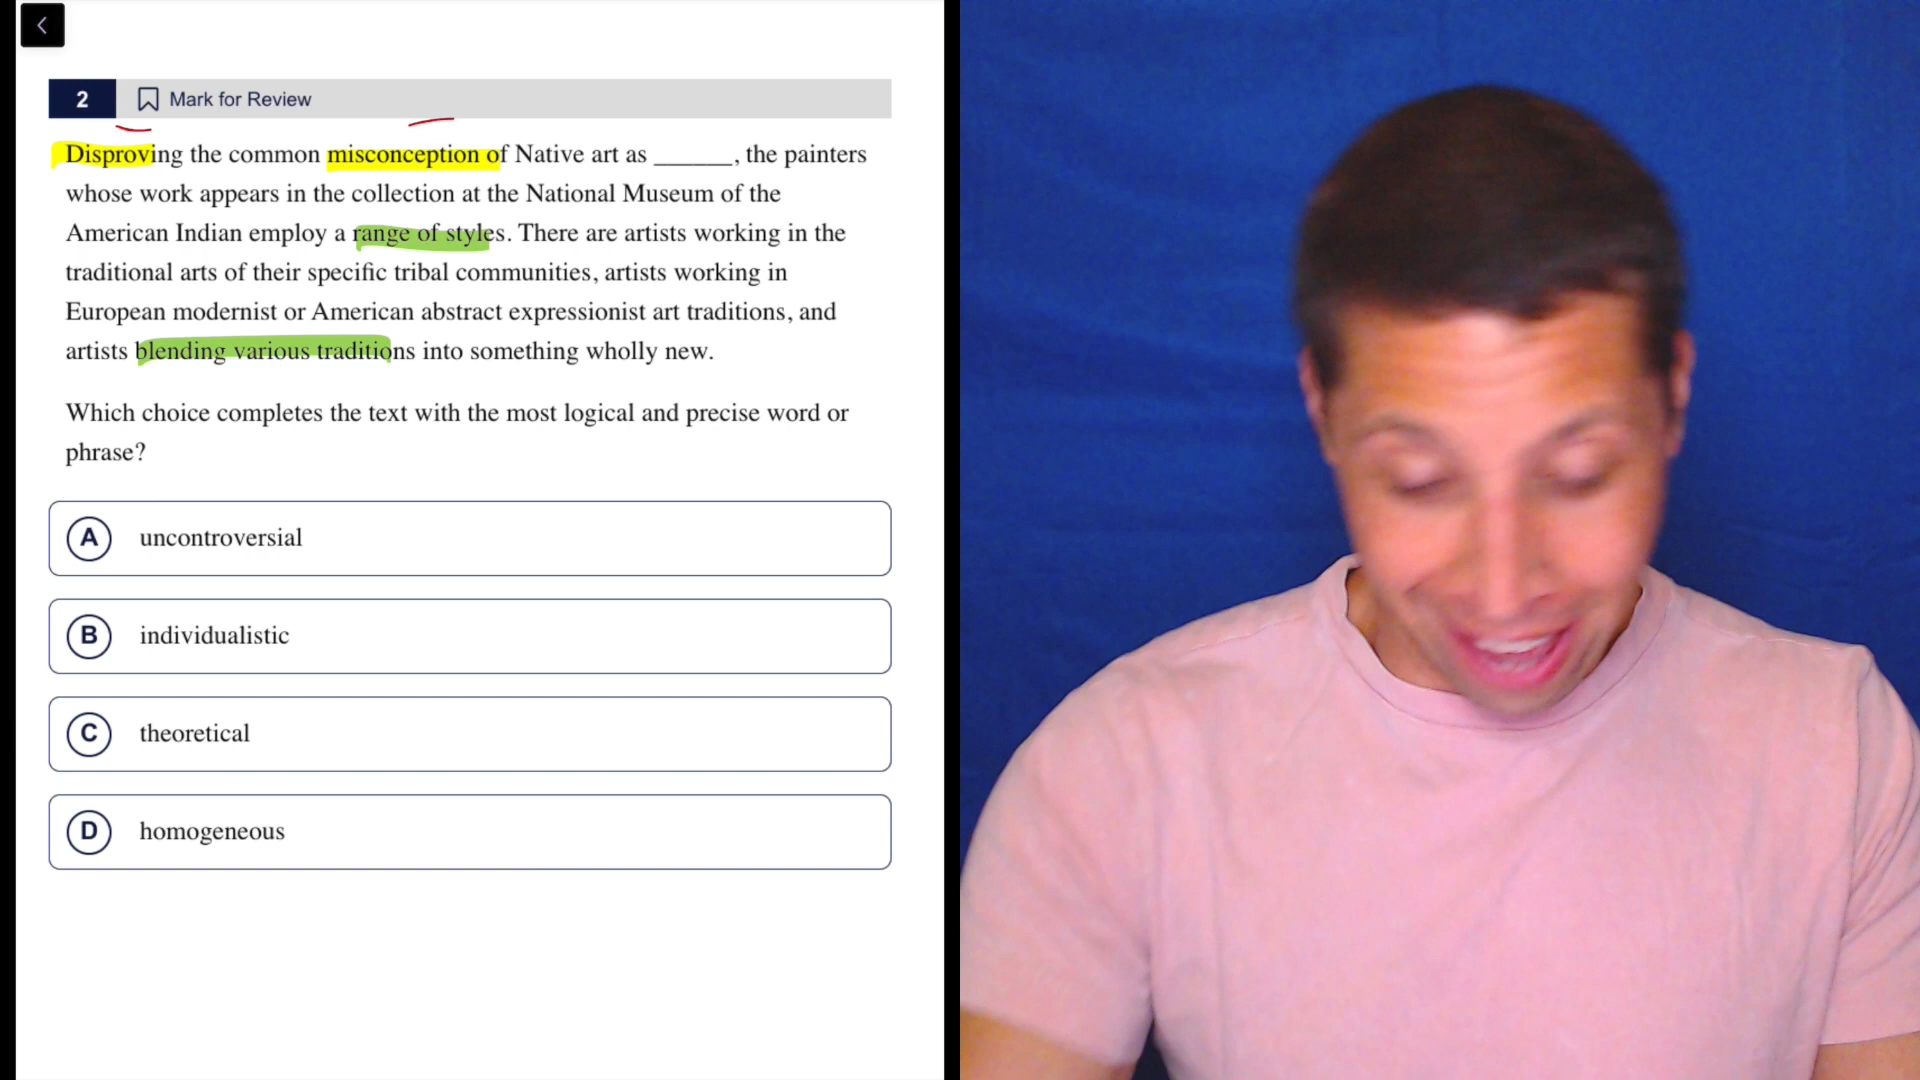 2 Mark for Review
Disproving the common misconception of Native art as ______, the painters
whose work appears in the collection at the National Museum of the
American Indian employ a range of styles. There are artists working in the
traditional arts of their specific tribal communities, artists working in
European modernist or American abstract expressionist art traditions, and
artists blending various traditions into something wholly new.
Which choice completes the text with the most logical and precise word or
phrase?
A uncontroversial
B individualistic
C theoretical
D homogeneous